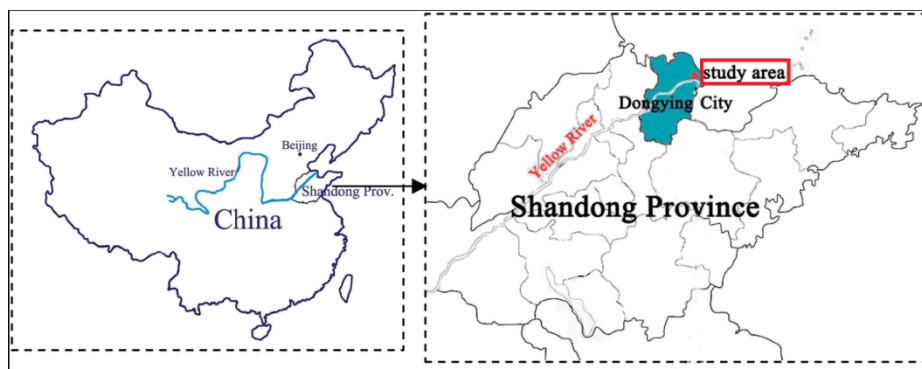 Beijing
Yellow River
Shandong Prov.
China
study area
Dongying City
Yellow River
Shandong Province